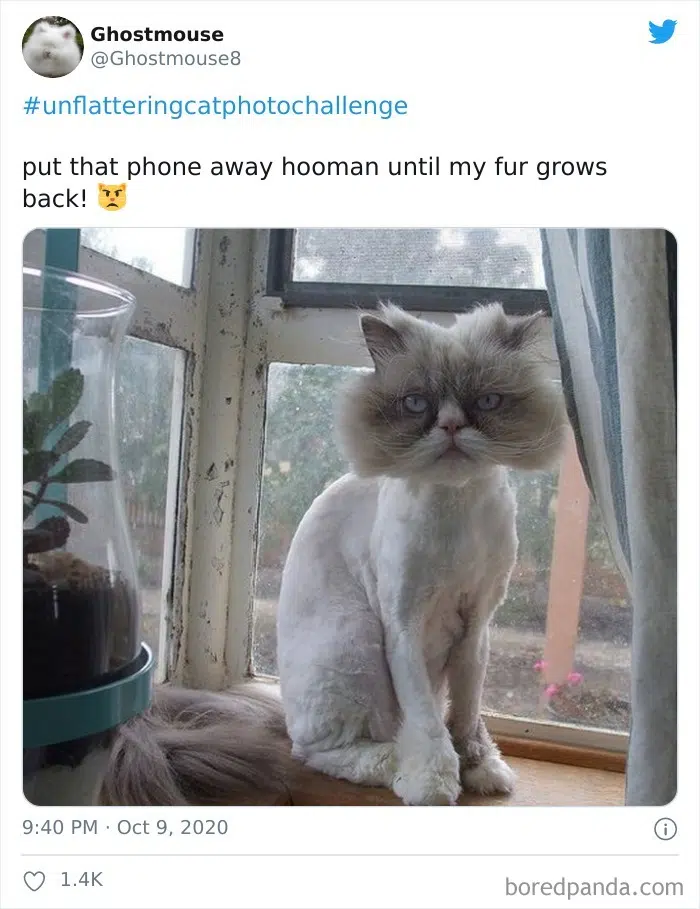 Ghostmouse
@Ghostmouse8
#unflatteringcatphotochallenge
put that phone away hooman until my fur grows
back! 😾
9:40 PM · Oct 9, 2020
1.4K
boredpanda.com